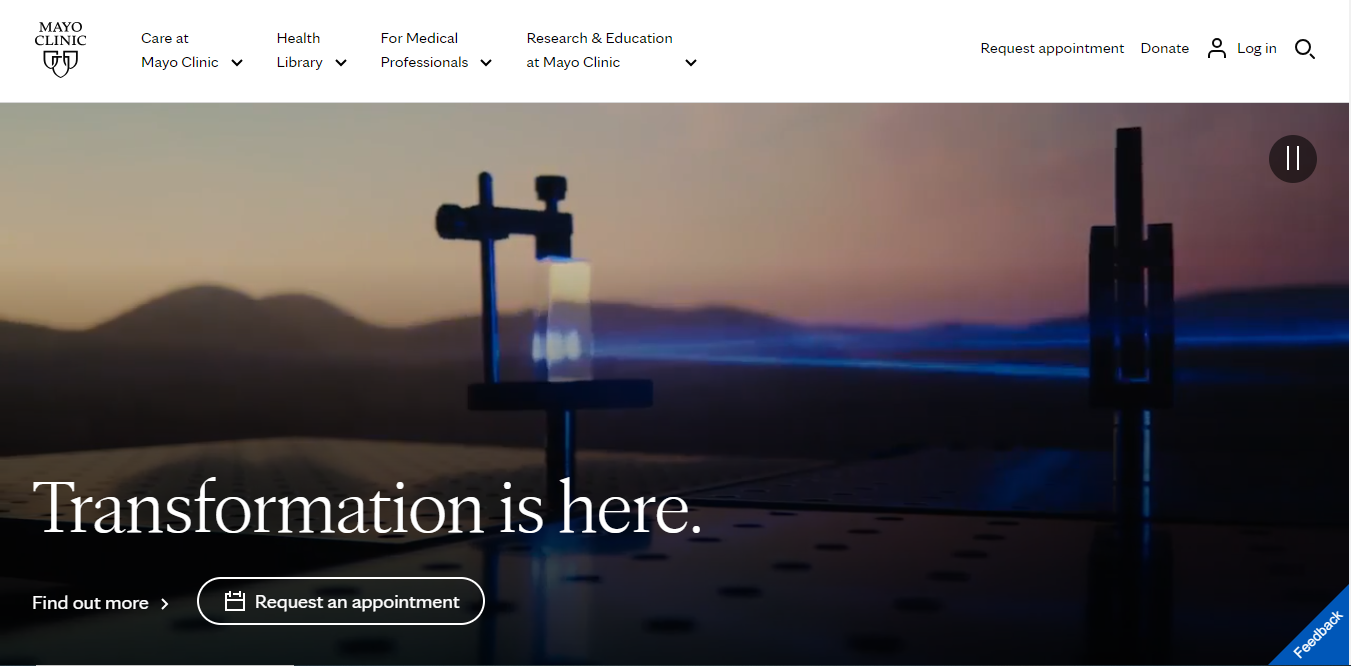 MAYO
CLINIC
Care at
Mayo Clinic
Health
Library
For Medical
Professionals
Research & Education
at Mayo Clinic
Request appointment
Donate
Log in
Transformation is here.
Find out more
Request an appointment
Feedback